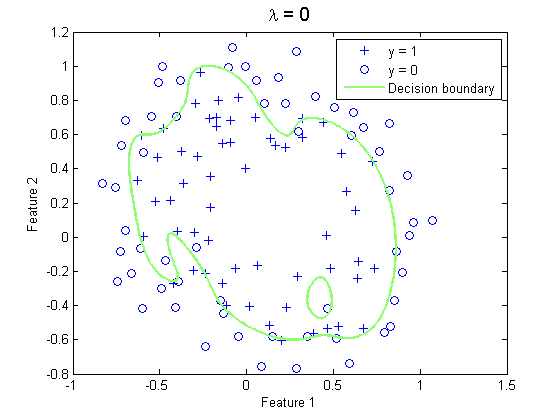 λ = 0
y = 1
y = 0
Decision boundary
1.2
1
0.8
0.6
0.4
0.2
0
-0.2
-0.4
-0.6
-0.8
Feature 2
-1
-0.5
0
0.5
1
1.5
Feature 1